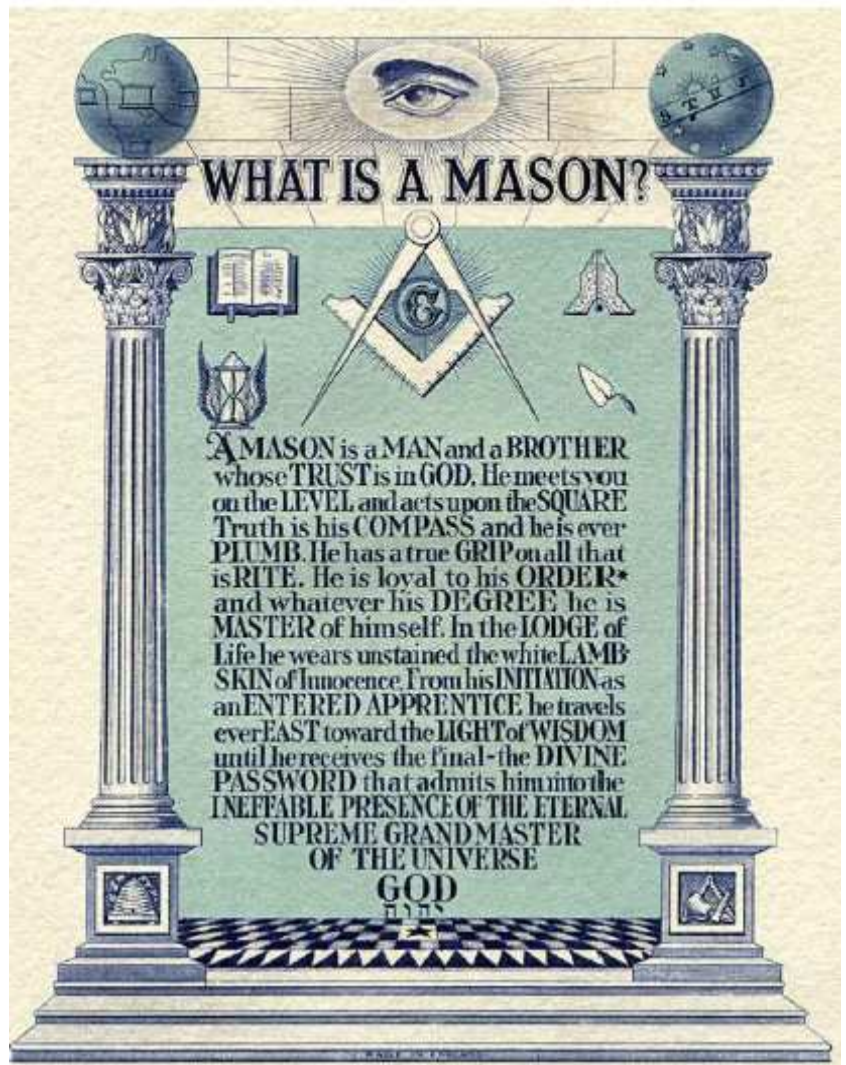 WHAT IS A MASON?
G
A MASON is a MAN and a BROTHER
whose TRUST is in GOD. He meets you
on the LEVEL and acts upon the SQUARE
Truth is his COMPASS and he is ever
PLUMB. He has a true GRIP on all that
is RITE. He is loyal to his ORDER*
and whatever his DEGREE he is
MASTER of himself. In the LODGE of
Life he wears unstained the white LAMB-
SKIN of Innocence. From his INITIATION as
an ENTERED APPRENTICE he travels
ever EAST toward the LIGHT of WISDOM
until he receives the final-the DIVINE
PASSWORD that admits him into the
INEFFABLE PRESENCE OF THE ETERNAL
SUPREME GRAND MASTER
OF THE UNIVERSE
GOD
יהוה
MADE IN ENGLAND